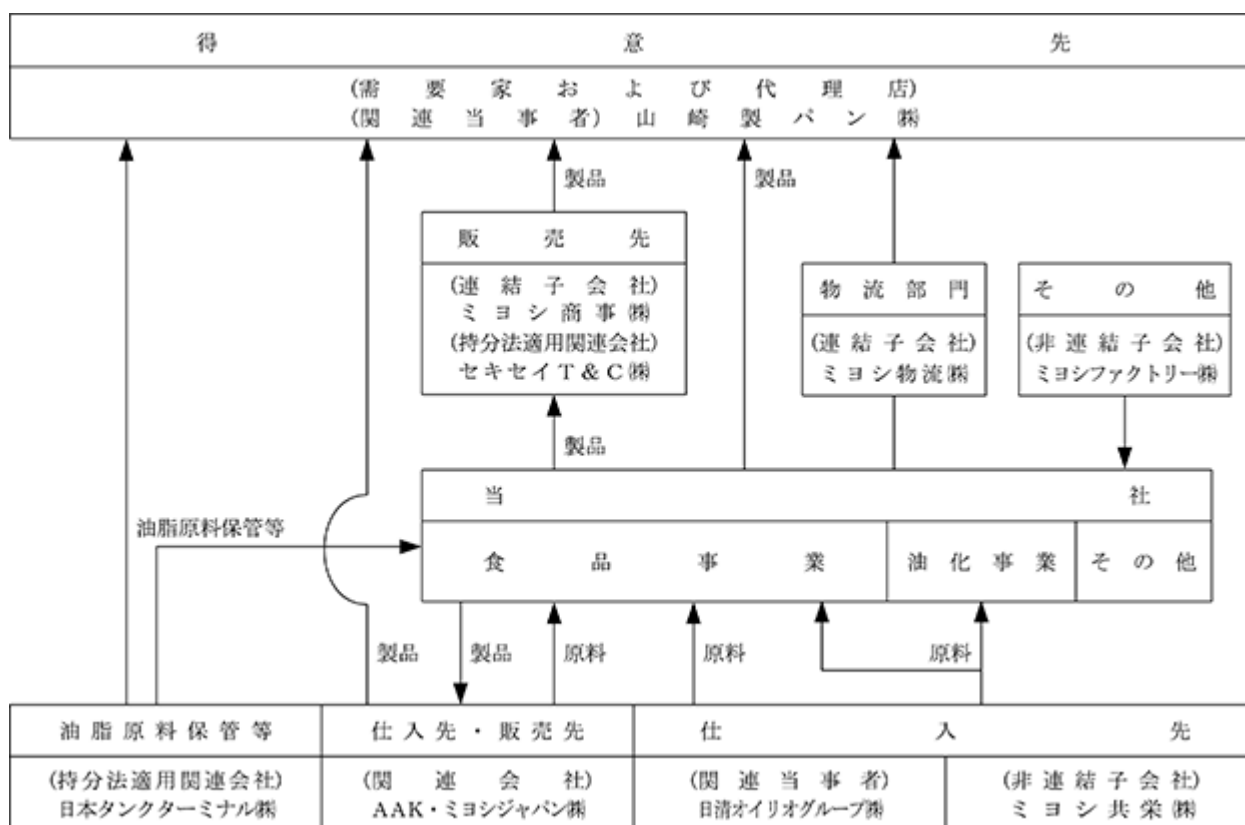 得意先
(需要家および代理店)
(関連当事者)山崎製パン㈱
製品
製品
販売先
(連結子会社)
ミヨシ商事㈱
(持分法適用関連会社)
セキセイT&C㈱
物流部門
(連結子会社)
ミヨシ物流㈱
その他
(非連結子会社)
ミヨシファクトリー㈱
製品
当社
油脂原料保管等
食品事業
油化事業
その他
製品
製品
原料
原料
原料
油脂原料保管等
仕入先・販売先
仕入先
(持分法適用関連会社)
日本タンクターミナル㈱
(関連会社)
AAK・ミヨシジャパン㈱
(関連当事者)
日清オイリオグループ㈱
(非連結子会社)
ミヨシ共栄㈱